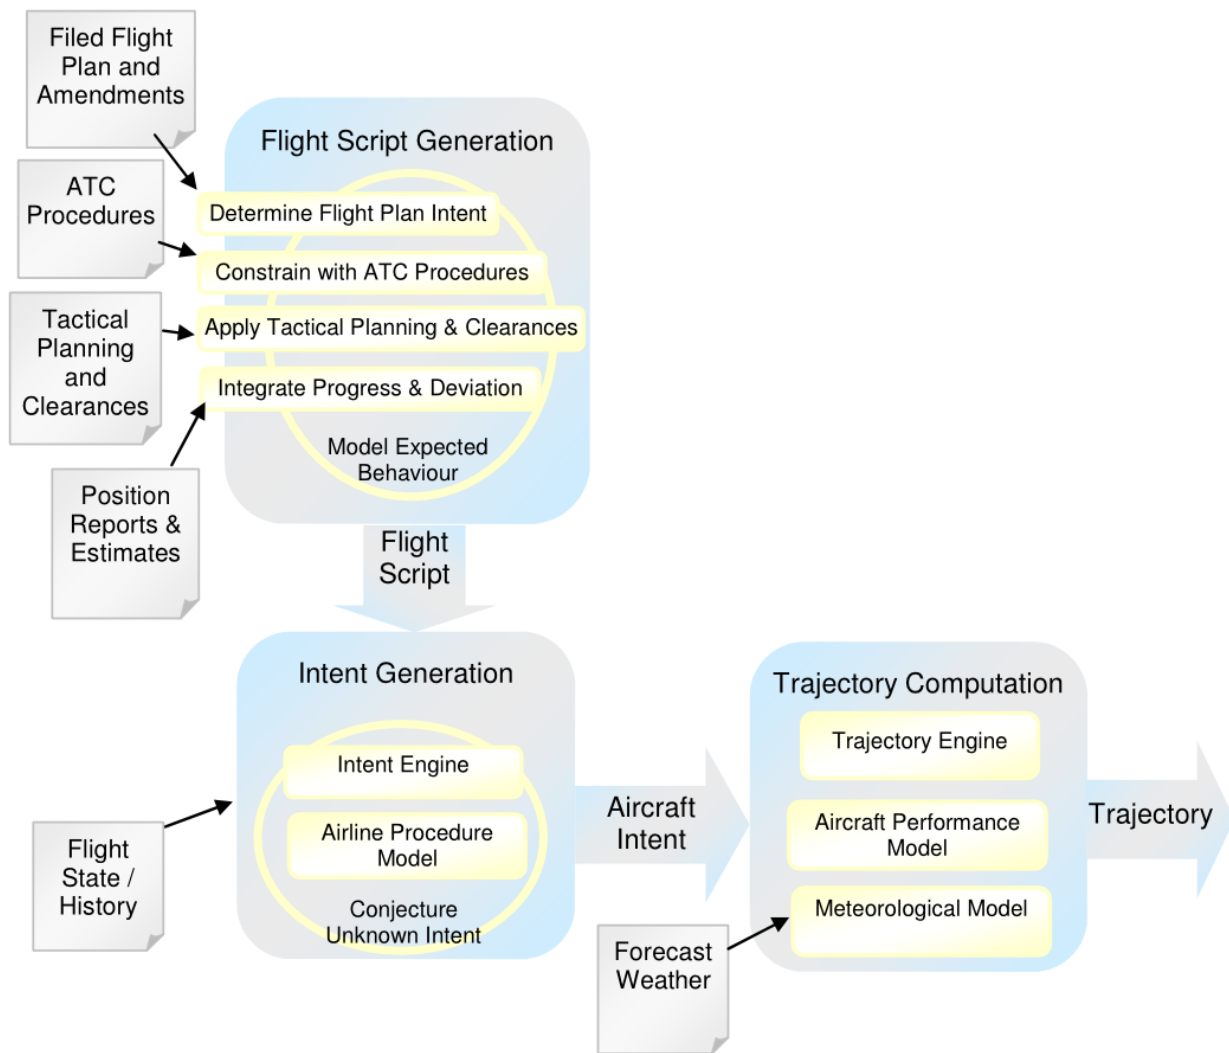 Filed Flight
Plan and
Amendments
Flight Script Generation
ATC
Procedures
Determine Flight Plan Intent
Constrain with ATC Procedures
Tactical
Planning
and
Clearances
Apply Tactical Planning & Clearances
Integrate Progress & Deviation
Model Expected
Behaviour
Position
Reports &
Estimates
Flight
Script
Intent Generation
Intent Engine
Airline Procedure
Model
Conjecture
Unknown Intent
Flight
State /
History
Aircraft
Intent
Trajectory Computation
Trajectory Engine
Aircraft Performance
Model
Meteorological Model
Forecast
Weather
Trajectory